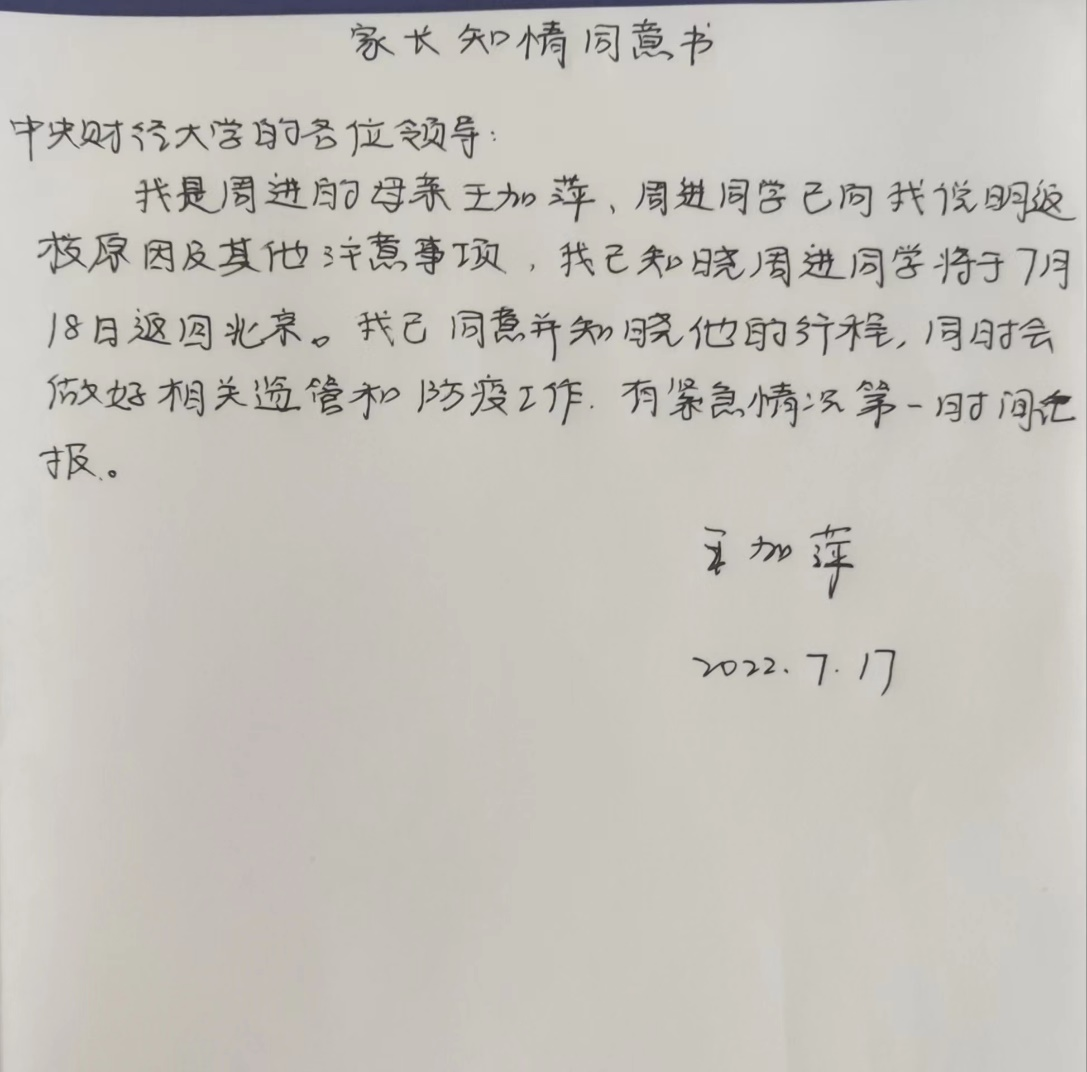 家长知情同意书
中央财经大学的各位领导:
我是周进的母亲王加萍、周进同学已向我说明返
校原因及其他注意事项,我已知晓周进同学将于7月
18日返回北京。我已同意并知晓他的行程,同时会
做好相关监管和防疫工作.有紧急情况第一时间汇
报。
王加萍
2022.7.17